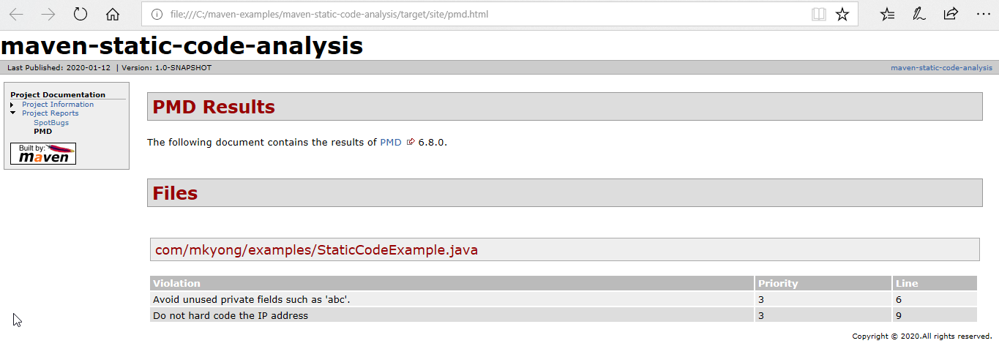 file:///C:/maven-examples/maven-static-code-analysis/target/site/pmd.html
maven-static-code-analysis
Last Published: 2020-01-12 | Version: 1.0-SNAPSHOT
maven-static-code-analysis
Project Documentation
Project Information
Project Reports
SpotBugs
PMD
Built by:
maven
PMD Results
The following document contains the results of PMD 6.8.0.
Files
com/mkyong/examples/StaticCodeExample.java
Violation Priority Line
Avoid unused private fields such as 'abc'. 3 6
Do not hard code the IP address 3 9
Copyright © 2020.All rights reserved.